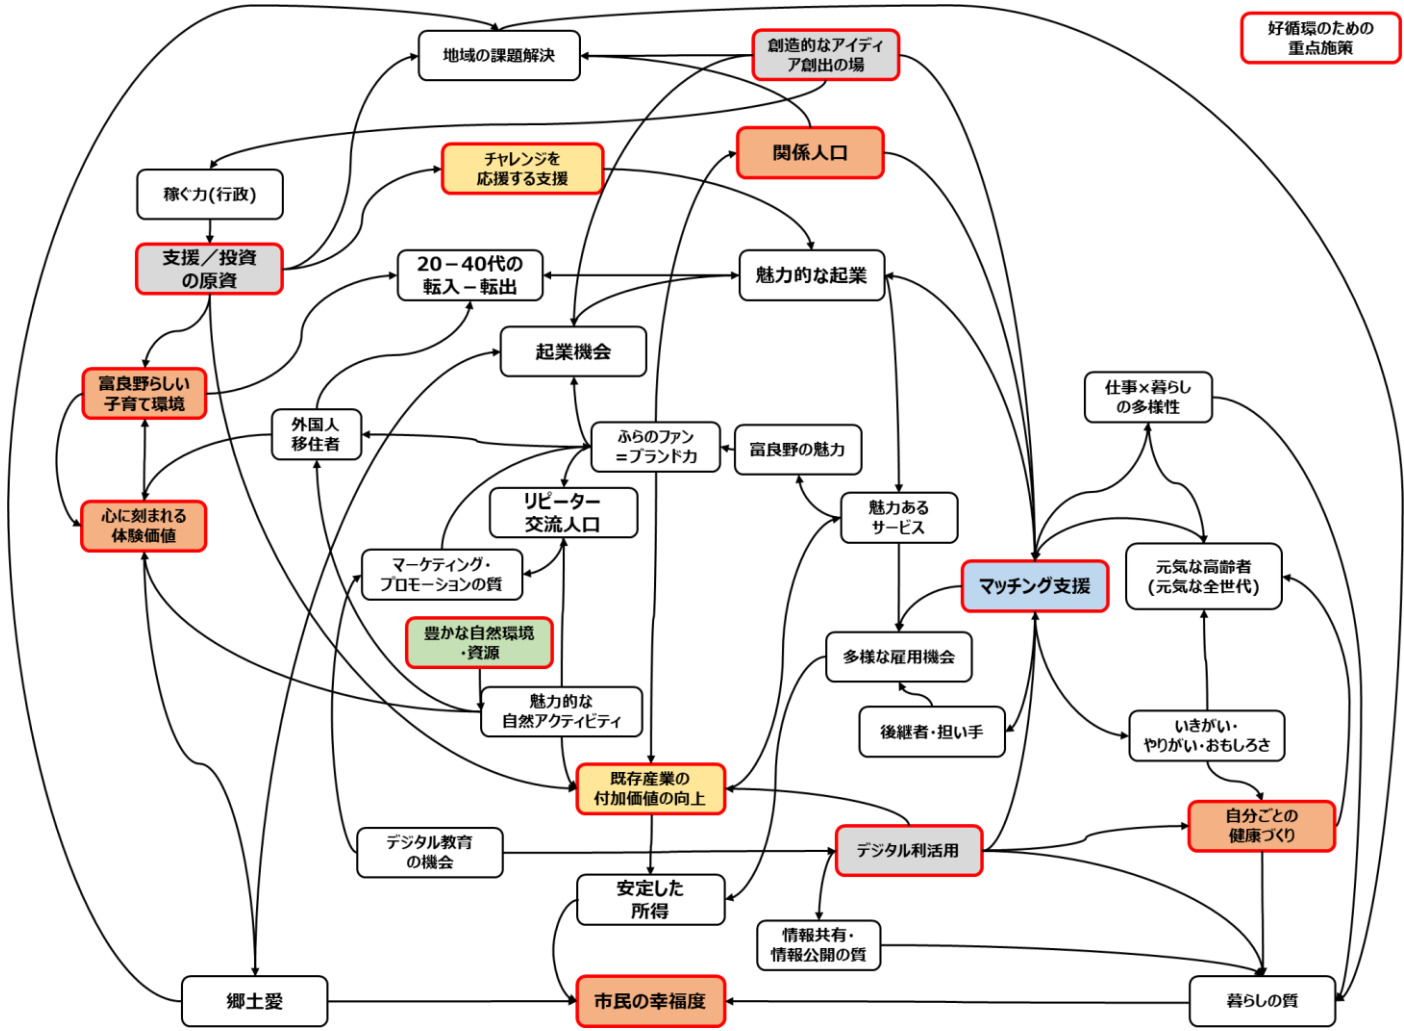 好循環のための
重点施策
地域の課題解決
創造的なアイディ
ア創出の場
関係人口
チャレンジを
応援する支援
稼ぐ力(行政)
支援／投資
の原資
20－40代の
転入－転出
魅力的な起業
起業機会
富良野らしい
子育て環境
仕事×暮らし
の多様性
外国人
移住者
ふらのファン
＝ブランド力
富良野の魅力
リピーター
交流人口
魅力ある
サービス
心に刻まれる
体験価値
マーケティング・
プロモーションの質
マッチング支援
元気な高齢者
(元気な全世代)
豊かな自然環境
・資源
多様な雇用機会
魅力的な
自然アクティビティ
後継者・担い手
いきがい・
やりがい・おもしろさ
既存産業の
付加価値の向上
自分ごとの
健康づくり
デジタル教育
の機会
デジタル利活用
安定した
所得
情報共有・
情報公開の質
郷土愛
市民の幸福度
暮らしの質